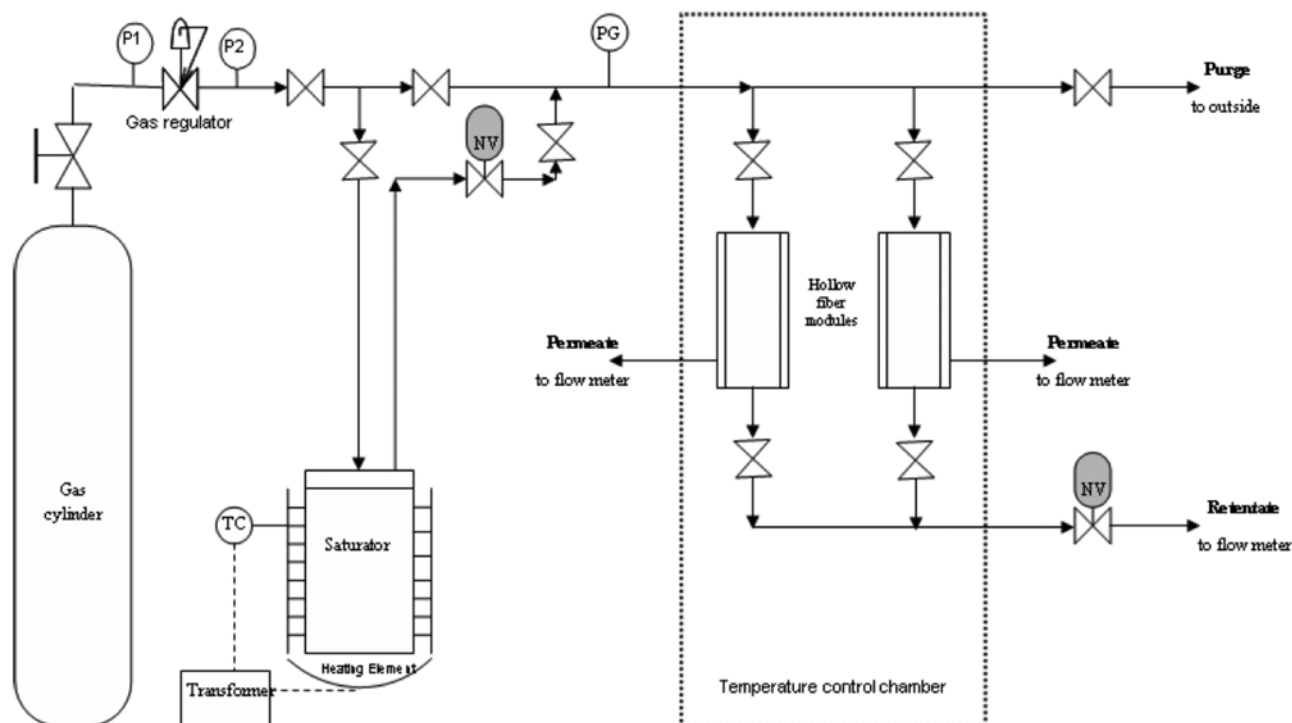 P1
P2
PG
Gas regulator
Purge
to outside
NV
Hollow
fiber
modules
Permeate
to flow meter
Permeate
to flow meter
Gas
cylinder
TC
Saturator
NV
Retentate
to flow meter
Heating Element
Transformer
Temperature control chamber